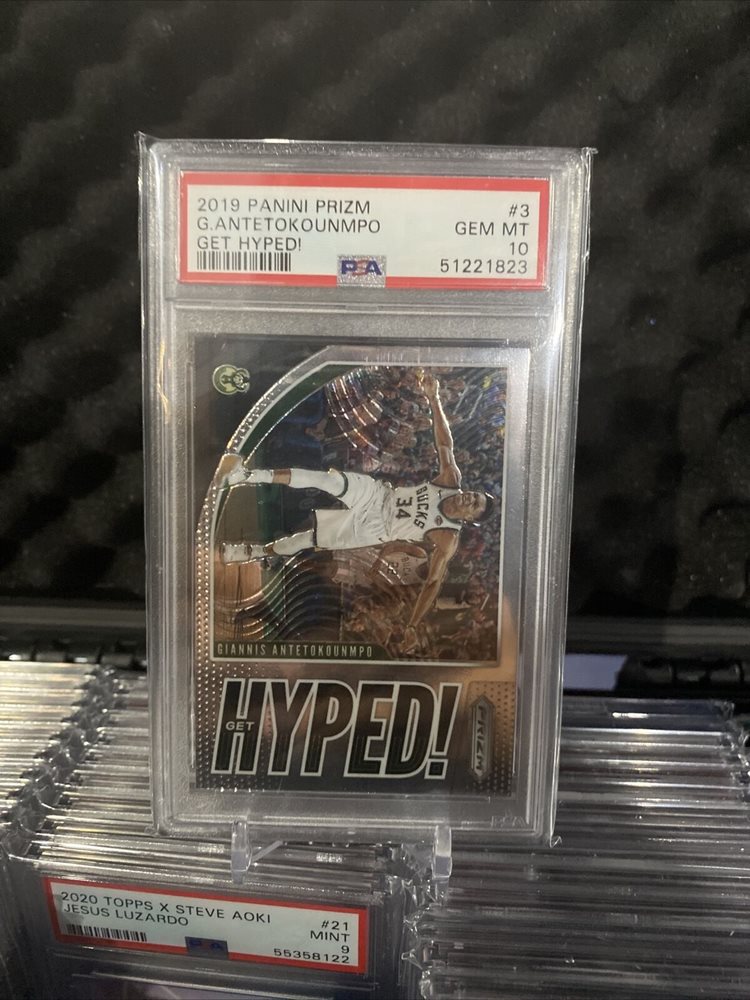 2019 PANINI PRIZM #3
G.ANTETOKOUNMPO GEM MT
GET HYPED! 10
PSA 51221823
BUCKS
34
GIANNIS ANTETOKOUNMPO
GET
HYPED!
PRIZM
2020 TOPPS X STEVE AOKI #21
JESUS LUZARDO MINT
9
PSA 55358122